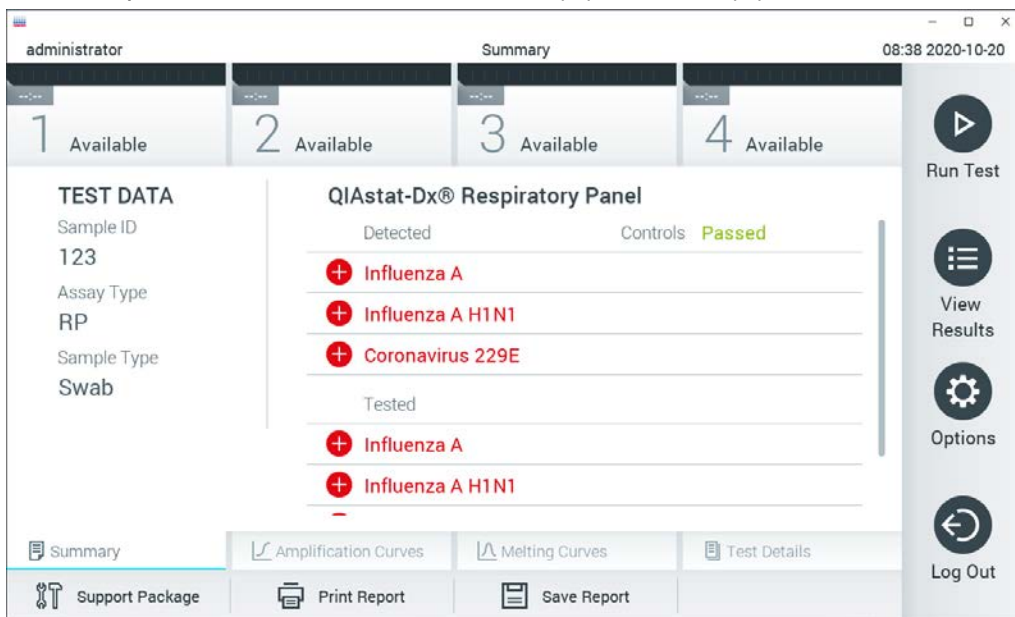 administrator Summary 08:38 2020-10-20
--:-- --:-- --:-- --:--
1 Available 2 Available 3 Available 4 Available
Run Test
TEST DATA
Sample ID
123
Assay Type
RP
Sample Type
Swab
QIAstat-Dx® Respiratory Panel
Detected Controls Passed
Influenza A
Influenza A H1N1
Coronavirus 229E
Tested
Influenza A
Influenza A H1N1
View
Results
Options
Log Out
Summary Amplification Curves Melting Curves Test Details
Support Package Print Report Save Report